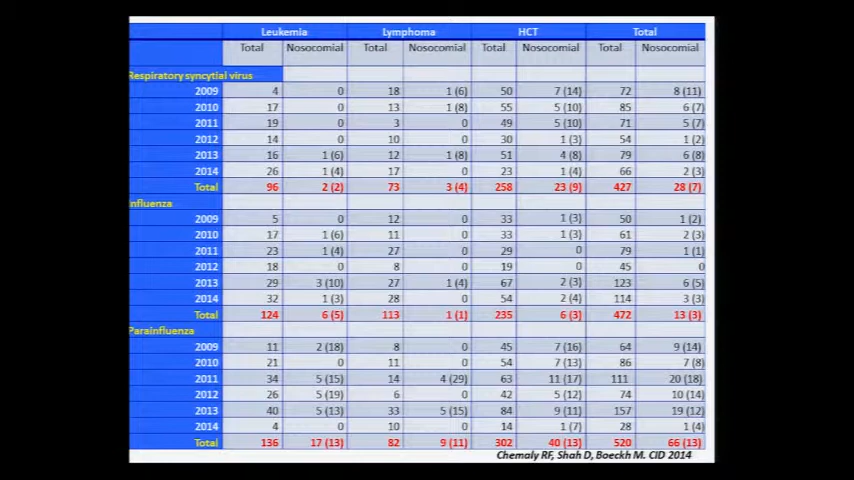 Leukemia Lymphoma HCT Total
Total Nosocomial Total Nosocomial Total Nosocomial Total Nosocomial
Respiratory syncytial virus
2009 4 0 18 1 (6) 50 7 (14) 72 8 (11)
2010 17 0 13 1 (8) 55 5 (10) 85 6 (7)
2011 19 0 3 0 49 5 (10) 71 5 (7)
2012 14 0 10 0 30 1 (3) 54 1 (2)
2013 16 1 (6) 12 1 (8) 51 4 (8) 79 6 (8)
2014 26 1 (4) 17 0 23 1 (4) 66 2 (3)
Total 96 2 (2) 73 3 (4) 258 23 (9) 427 28 (7)
Influenza
2009 5 0 12 0 33 1 (3) 50 1 (2)
2010 17 1 (6) 11 0 33 1 (3) 61 2 (3)
2011 23 1 (4) 27 0 29 0 79 1 (1)
2012 18 0 8 0 19 0 45 0
2013 29 3 (10) 27 1 (4) 67 2 (3) 123 6 (5)
2014 32 1 (3) 28 0 54 2 (4) 114 3 (3)
Total 124 6 (5) 113 1 (1) 235 6 (3) 472 13 (3)
Parainfluenza
2009 11 2 (18) 8 0 45 7 (16) 64 9 (14)
2010 21 0 11 0 54 7 (13) 86 7 (8)
2011 34 5 (15) 14 4 (29) 63 11 (17) 111 20 (18)
2012 26 5 (19) 6 0 42 5 (12) 74 10 (14)
2013 40 5 (13) 33 5 (15) 84 9 (11) 157 19 (12)
2014 4 0 10 0 14 1 (7) 28 1 (4)
Total 136 17 (13) 82 9 (11) 302 40 (13) 520 66 (13)
Chemaly RF, Shah D, Boeckh M. CID 2014